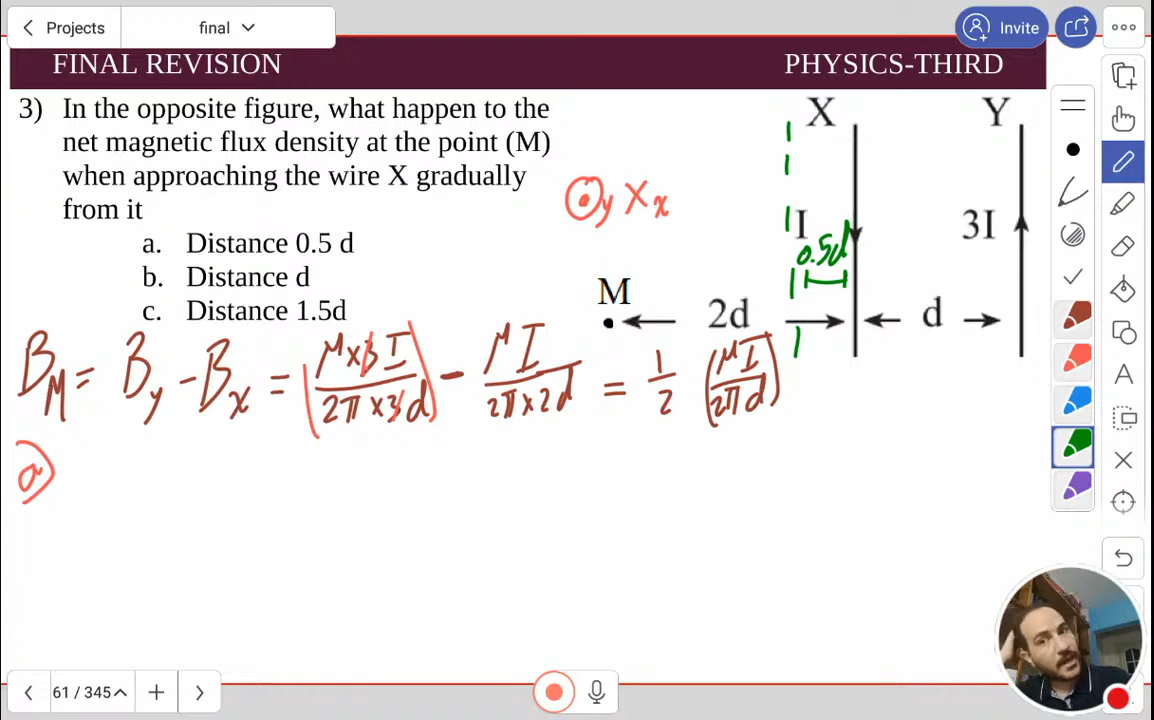 Projects
final
Invite
FINAL REVISION
PHYSICS-THIRD
3) In the opposite figure, what happen to the
net magnetic flux density at the point (M)
when approaching the wire X gradually
from it
a. Distance 0.5 d
b. Distance d
c. Distance 1.5d
X
Y
I
3I
0.5d
y X x
M
2d
d
B_M = B_y - B_x = (μ×3I / 2π×3d) - μI / 2π×2d = 1/2 (μI / 2πd)
a
A
61 / 345